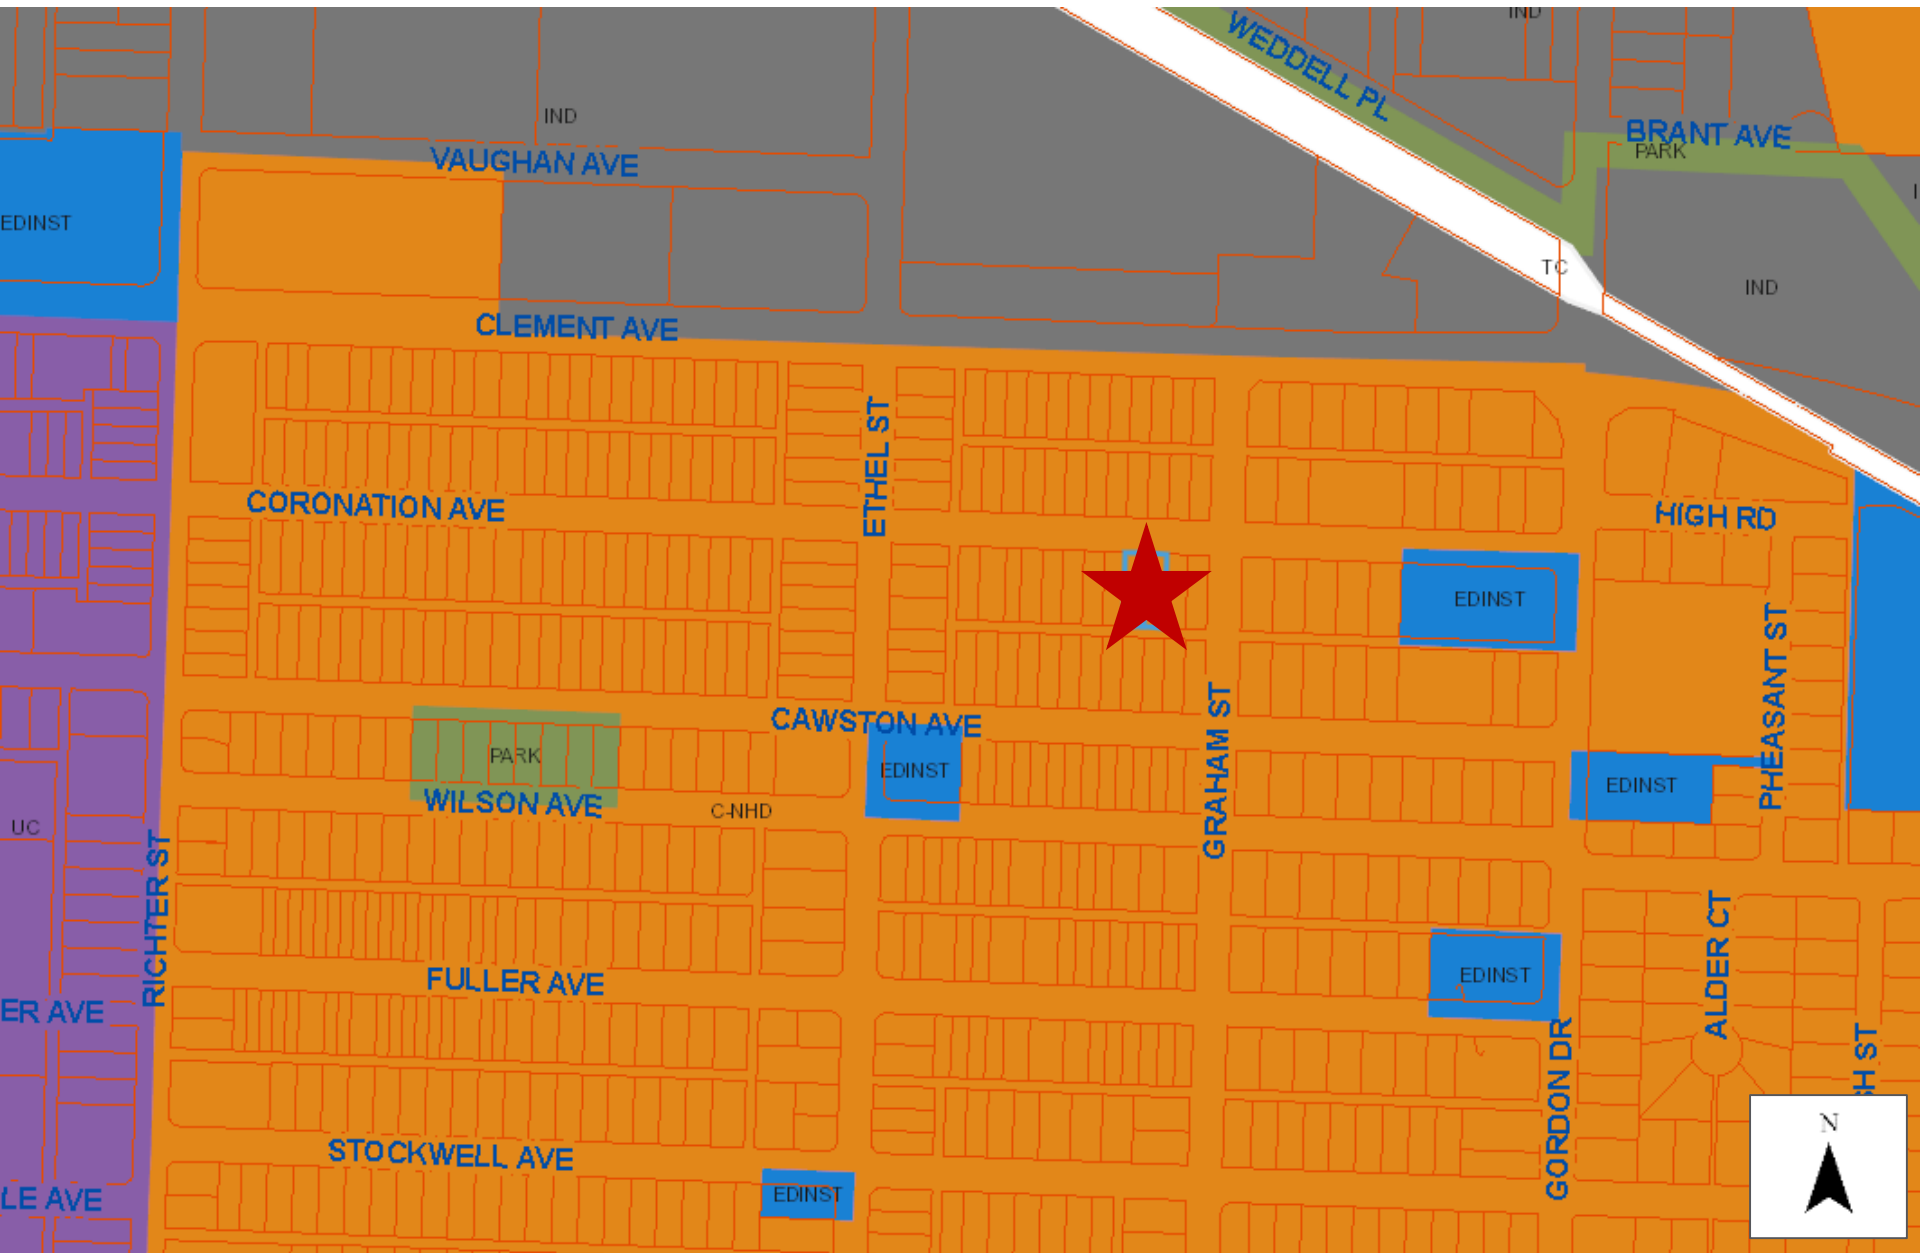 IND
WEDDELL PL
IND
BRANT AVE
PARK
VAUGHAN AVE
EDINST
TC
IND
CLEMENT AVE
ETHEL ST
CORONATION AVE
HIGH RD
EDINST
PHEASANT ST
CAWSTON AVE
GRAHAM ST
PARK
EDINST
EDINST
WILSON AVE
C-NHD
UC
RICHTER ST
ALDER CT
FULLER AVE
EDINST
ER AVE
GORDON DR
SH ST
N
STOCKWELL AVE
EDINST
LE AVE